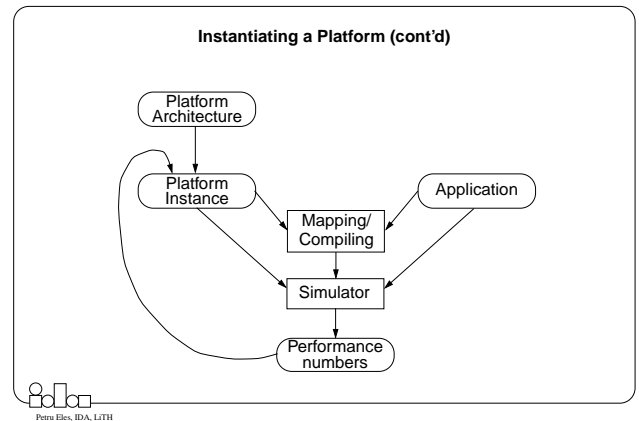 Instantiating a Platform (cont’d)
Platform
Architecture
Platform
Instance
Application
Mapping/
Compiling
Simulator
Performance
numbers
Petru Eles, IDA, LiTH